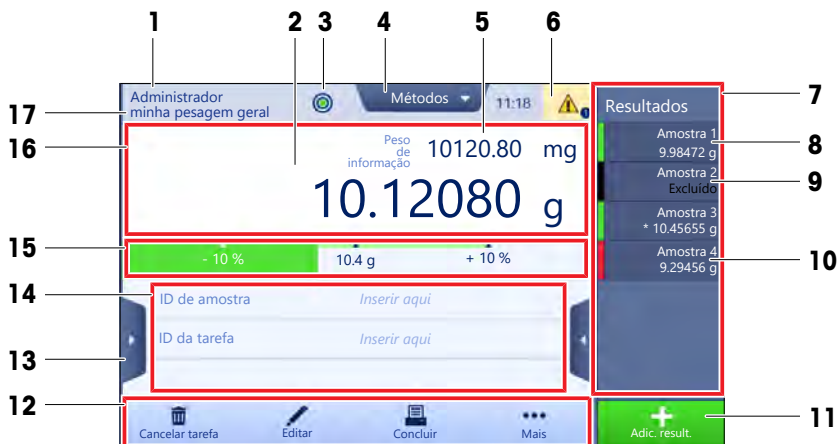 1
2
3
4
5
6
Administrador
minha pesagem geral
Métodos
11:18
Resultados
7
17
16
Peso
de
informação
10120.80 mg
10.12080 g
Amostra 1
9.98472 g
8
Amostra 2
Excluído
9
Amostra 3
* 10.45655 g
Amostra 4
9.29456 g
10
15
- 10 %
10.4 g
+ 10 %
14
ID de amostra
Inserir aqui
ID da tarefa
Inserir aqui
13
12
Cancelar tarefa
Editar
Concluir
Mais
Adic. result.
11